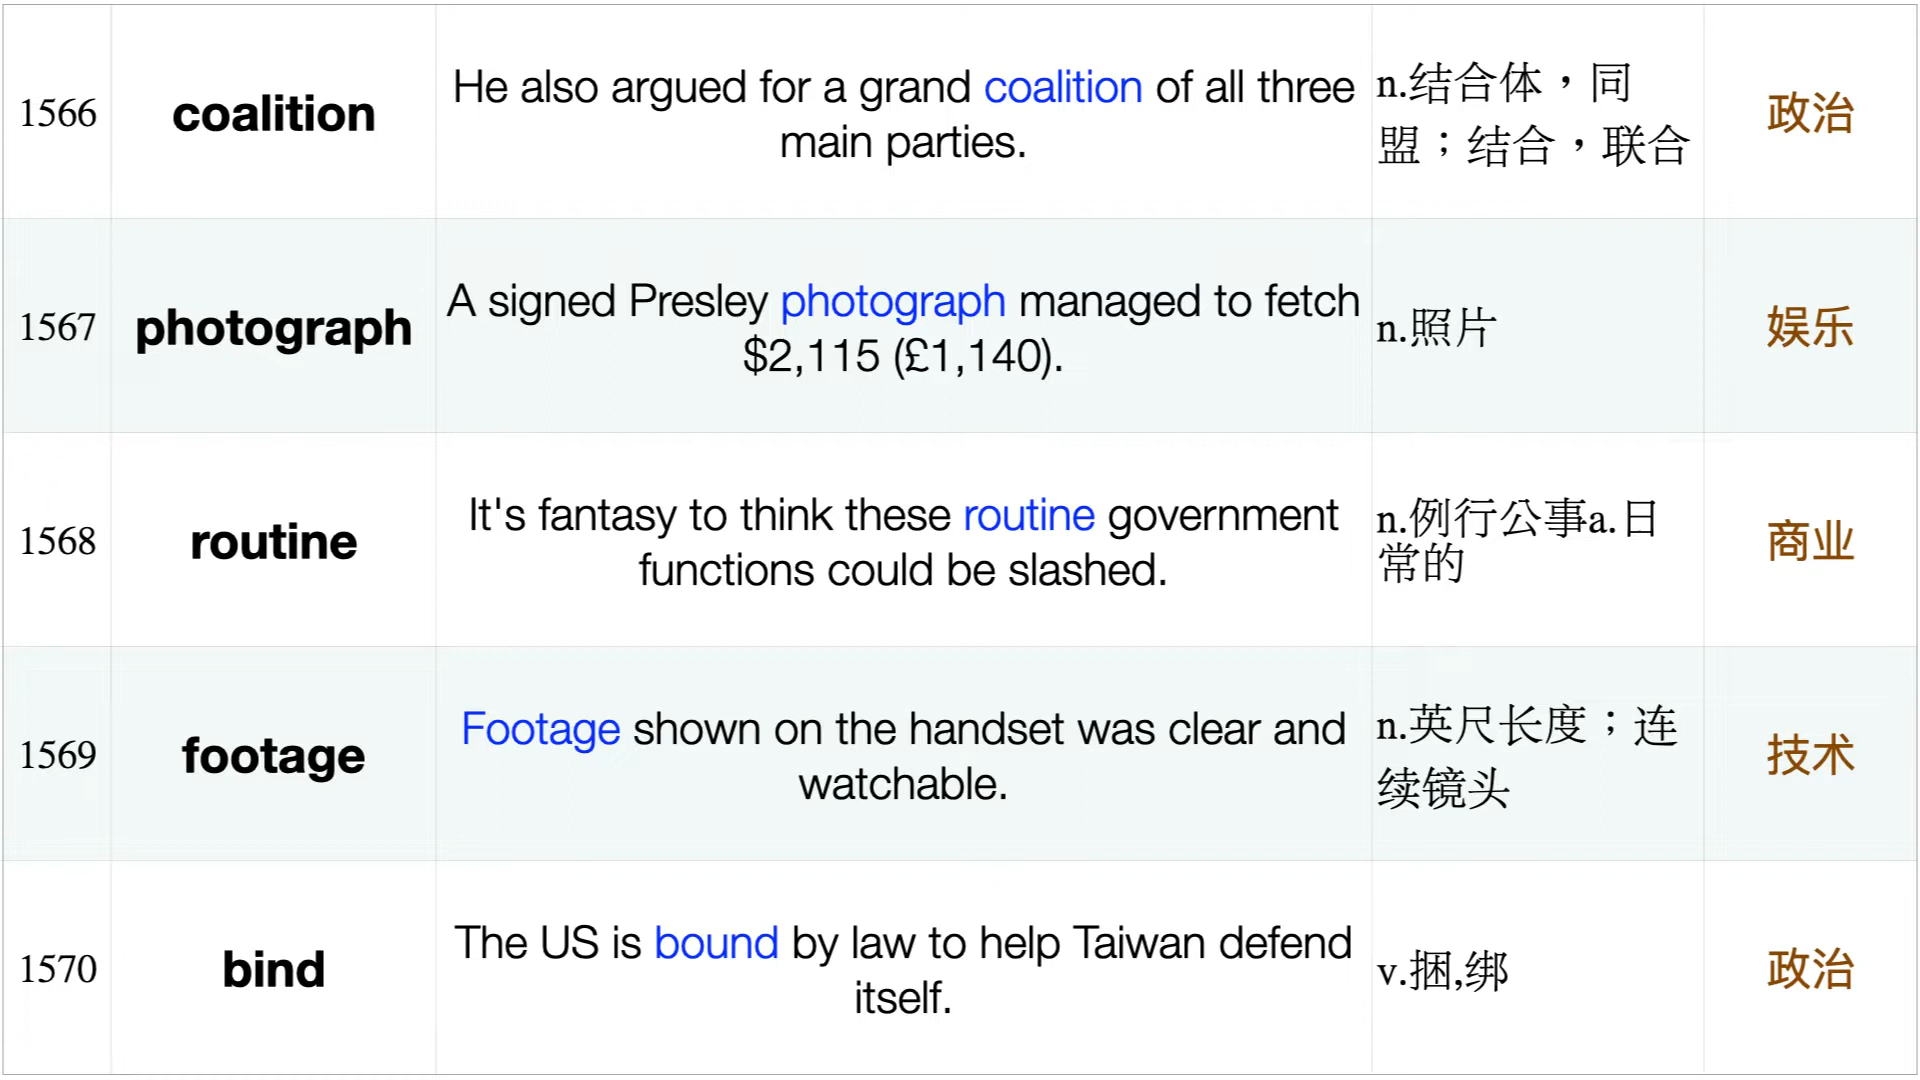 1566
coalition
He also argued for a grand coalition of all three
main parties.
n.结合体，同
盟；结合，联合
政治
1567
photograph
A signed Presley photograph managed to fetch
$2,115 (£1,140).
n.照片
娱乐
1568
routine
It's fantasy to think these routine government
functions could be slashed.
n.例行公事a.日
常的
商业
1569
footage
Footage shown on the handset was clear and
watchable.
n.英尺长度；连
续镜头
技术
1570
bind
The US is bound by law to help Taiwan defend
itself.
v.捆,绑
政治